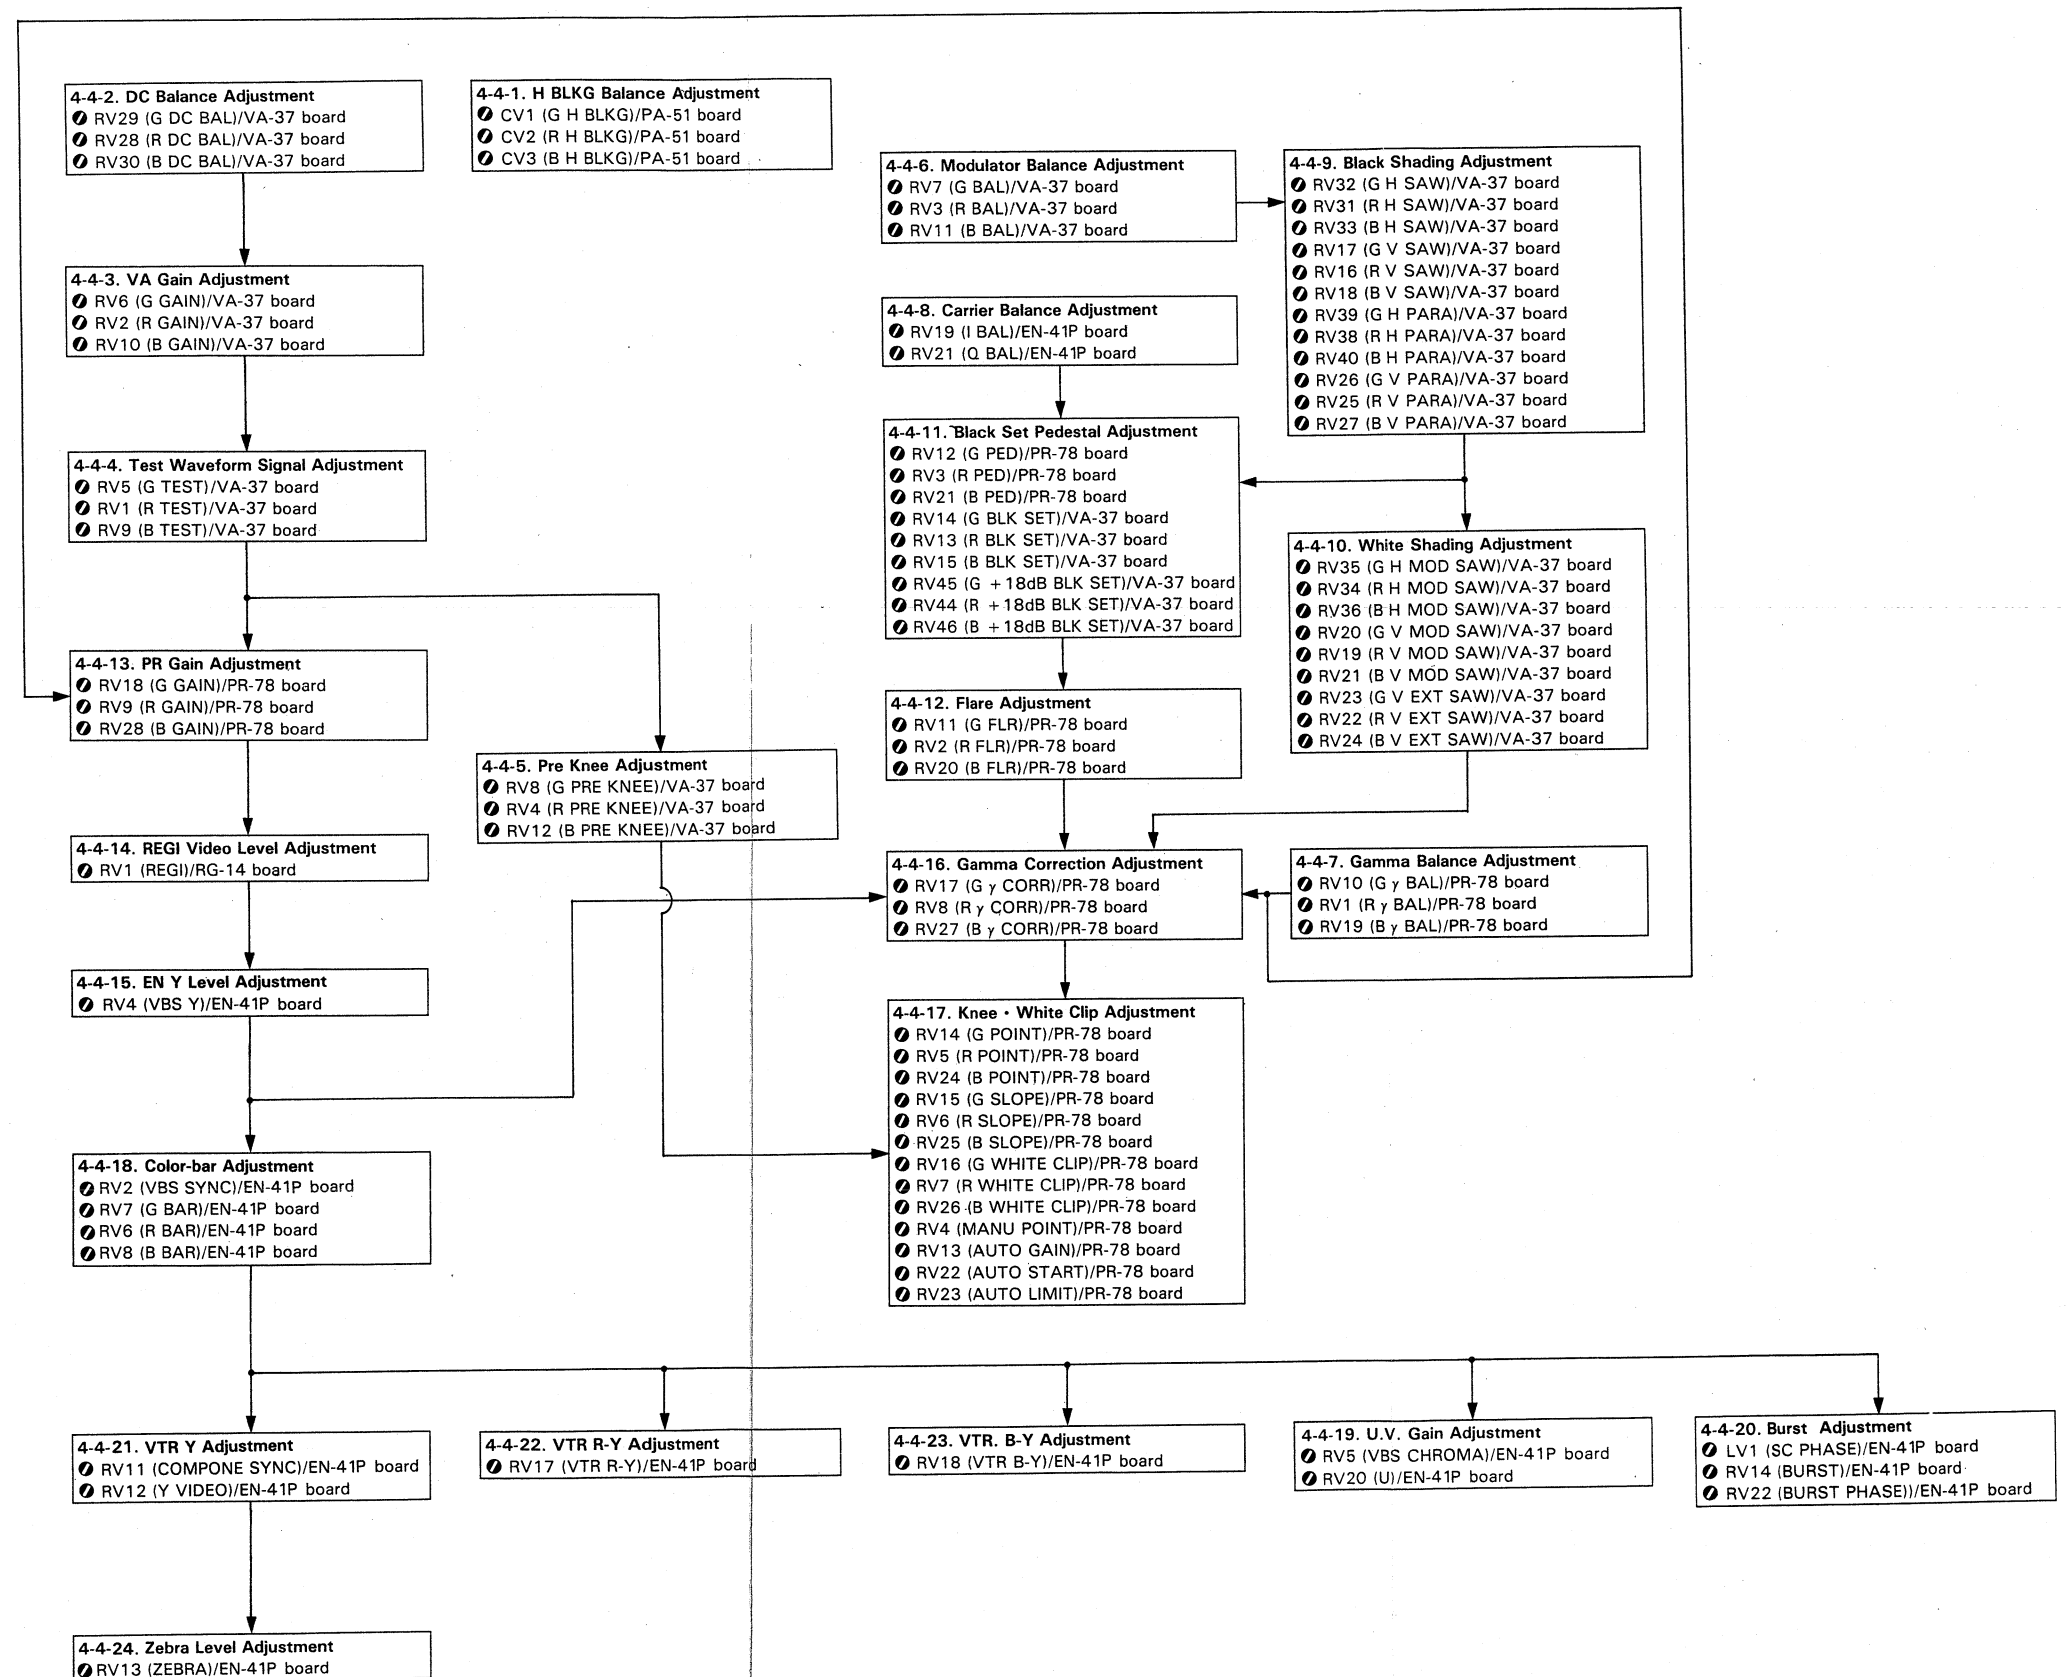 4-4-2. DC Balance Adjustment
RV29 (G DC BAL)/VA-37 board
RV28 (R DC BAL)/VA-37 board
RV30 (B DC BAL)/VA-37 board
4-4-1. H BLKG Balance Adjustment
CV1 (G H BLKG)/PA-51 board
CV2 (R H BLKG)/PA-51 board
CV3 (B H BLKG)/PA-51 board
4-4-6. Modulator Balance Adjustment
RV7 (G BAL)/VA-37 board
RV3 (R BAL)/VA-37 board
RV11 (B BAL)/VA-37 board
4-4-9. Black Shading Adjustment
RV32 (G H SAW)/VA-37 board
RV31 (R H SAW)/VA-37 board
RV33 (B H SAW)/VA-37 board
RV17 (G V SAW)/VA-37 board
RV16 (R V SAW)/VA-37 board
RV18 (B V SAW)/VA-37 board
RV39 (G H PARA)/VA-37 board
RV38 (R H PARA)/VA-37 board
RV40 (B H PARA)/VA-37 board
RV26 (G V PARA)/VA-37 board
RV25 (R V PARA)/VA-37 board
RV27 (B V PARA)/VA-37 board
4-4-3. VA Gain Adjustment
RV6 (G GAIN)/VA-37 board
RV2 (R GAIN)/VA-37 board
RV10 (B GAIN)/VA-37 board
4-4-8. Carrier Balance Adjustment
RV19 (I BAL)/EN-41P board
RV21 (Q BAL)/EN-41P board
4-4-11. Black Set Pedestal Adjustment
RV12 (G PED)/PR-78 board
RV3 (R PED)/PR-78 board
RV21 (B PED)/PR-78 board
RV14 (G BLK SET)/VA-37 board
RV13 (R BLK SET)/VA-37 board
RV15 (B BLK SET)/VA-37 board
RV45 (G +18dB BLK SET)/VA-37 board
RV44 (R +18dB BLK SET)/VA-37 board
RV46 (B +18dB BLK SET)/VA-37 board
4-4-4. Test Waveform Signal Adjustment
RV5 (G TEST)/VA-37 board
RV1 (R TEST)/VA-37 board
RV9 (B TEST)/VA-37 board
4-4-10. White Shading Adjustment
RV35 (G H MOD SAW)/VA-37 board
RV34 (R H MOD SAW)/VA-37 board
RV36 (B H MOD SAW)/VA-37 board
RV20 (G V MOD SAW)/VA-37 board
RV19 (R V MOD SAW)/VA-37 board
RV21 (B V MOD SAW)/VA-37 board
RV23 (G V EXT SAW)/VA-37 board
RV22 (R V EXT SAW)/VA-37 board
RV24 (B V EXT SAW)/VA-37 board
4-4-13. PR Gain Adjustment
RV18 (G GAIN)/PR-78 board
RV9 (R GAIN)/PR-78 board
RV28 (B GAIN)/PR-78 board
4-4-12. Flare Adjustment
RV11 (G FLR)/PR-78 board
RV2 (R FLR)/PR-78 board
RV20 (B FLR)/PR-78 board
4-4-5. Pre Knee Adjustment
RV8 (G PRE KNEE)/VA-37 board
RV4 (R PRE KNEE)/VA-37 board
RV12 (B PRE KNEE)/VA-37 board
4-4-14. REGI Video Level Adjustment
RV1 (REGI)/RG-14 board
4-4-16. Gamma Correction Adjustment
RV17 (G γ CORR)/PR-78 board
RV8 (R γ CORR)/PR-78 board
RV27 (B γ CORR)/PR-78 board
4-4-7. Gamma Balance Adjustment
RV10 (G γ BAL)/PR-78 board
RV1 (R γ BAL)/PR-78 board
RV19 (B γ BAL)/PR-78 board
4-4-15. EN Y Level Adjustment
RV4 (VBS Y)/EN-41P board
4-4-17. Knee • White Clip Adjustment
RV14 (G POINT)/PR-78 board
RV5 (R POINT)/PR-78 board
RV24 (B POINT)/PR-78 board
RV15 (G SLOPE)/PR-78 board
RV6 (R SLOPE)/PR-78 board
RV25 (B SLOPE)/PR-78 board
RV16 (G WHITE CLIP)/PR-78 board
RV7 (R WHITE CLIP)/PR-78 board
RV26 (B WHITE CLIP)/PR-78 board
RV4 (MANU POINT)/PR-78 board
RV13 (AUTO GAIN)/PR-78 board
RV22 (AUTO START)/PR-78 board
RV23 (AUTO LIMIT)/PR-78 board
4-4-18. Color-bar Adjustment
RV2 (VBS SYNC)/EN-41P board
RV7 (G BAR)/EN-41P board
RV6 (R BAR)/EN-41P board
RV8 (B BAR)/EN-41P board
4-4-21. VTR Y Adjustment
RV11 (COMPONE SYNC)/EN-41P board
RV12 (Y VIDEO)/EN-41P board
4-4-22. VTR R-Y Adjustment
RV17 (VTR R-Y)/EN-41P board
4-4-23. VTR. B-Y Adjustment
RV18 (VTR B-Y)/EN-41P board
4-4-19. U.V. Gain Adjustment
RV5 (VBS CHROMA)/EN-41P board
RV20 (U)/EN-41P board
4-4-20. Burst Adjustment
LV1 (SC PHASE)/EN-41P board
RV14 (BURST)/EN-41P board
RV22 (BURST PHASE))/EN-41P board
4-4-24. Zebra Level Adjustment
RV13 (ZEBRA)/EN-41P board